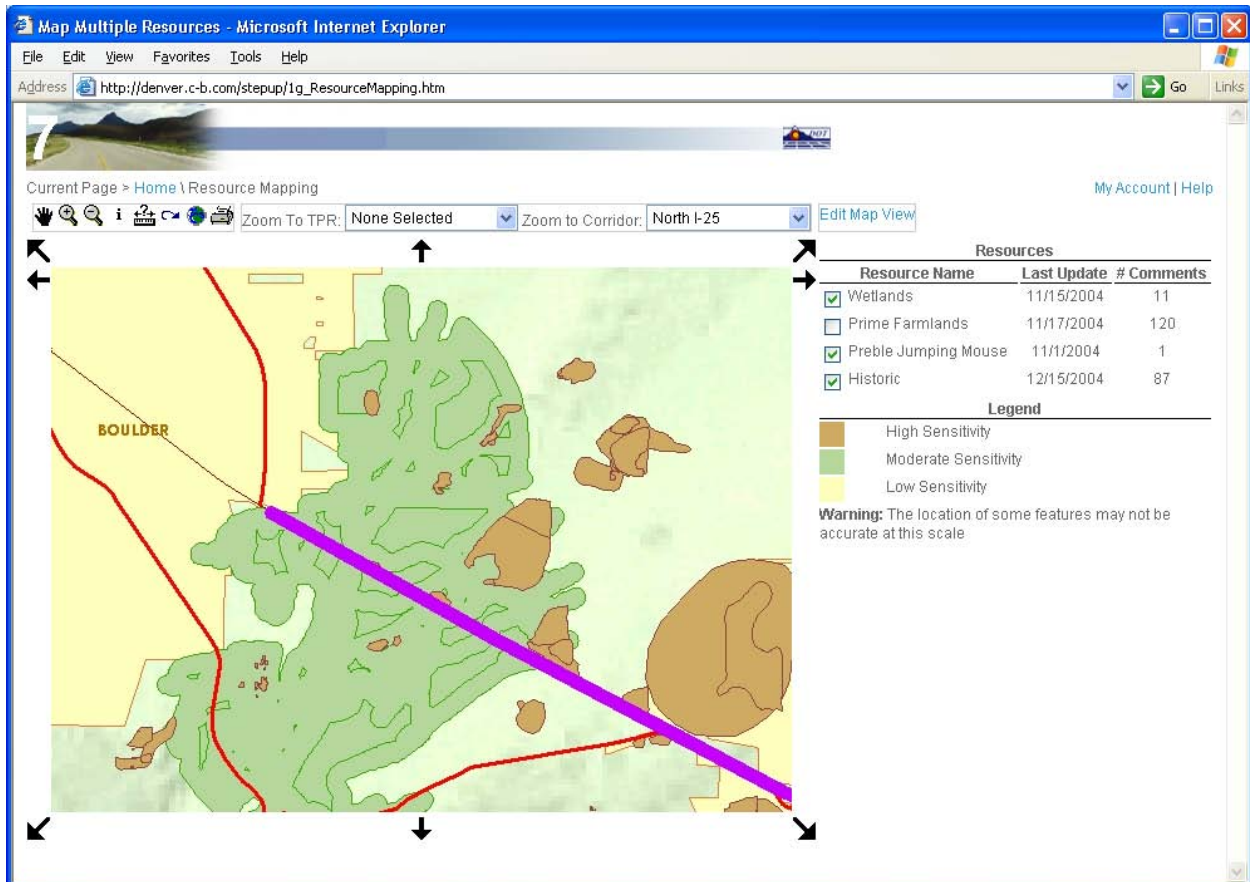 Map Multiple Resources - Microsoft Internet Explorer
File Edit View Favorites Tools Help
Address http://denver.c-b.com/stepup/1g_ResourceMapping.htm Go Links
7
DOT
Current Page > Home \ Resource Mapping My Account | Help
Zoom To TPR: None Selected Zoom to Corridor: North I-25 Edit Map View
Resources
Resource Name Last Update # Comments
Wetlands 11/15/2004 11
Prime Farmlands 11/17/2004 120
Preble Jumping Mouse 11/1/2004 1
Historic 12/15/2004 87
Legend
High Sensitivity
Moderate Sensitivity
Low Sensitivity
Warning: The location of some features may not be
accurate at this scale
BOULDER